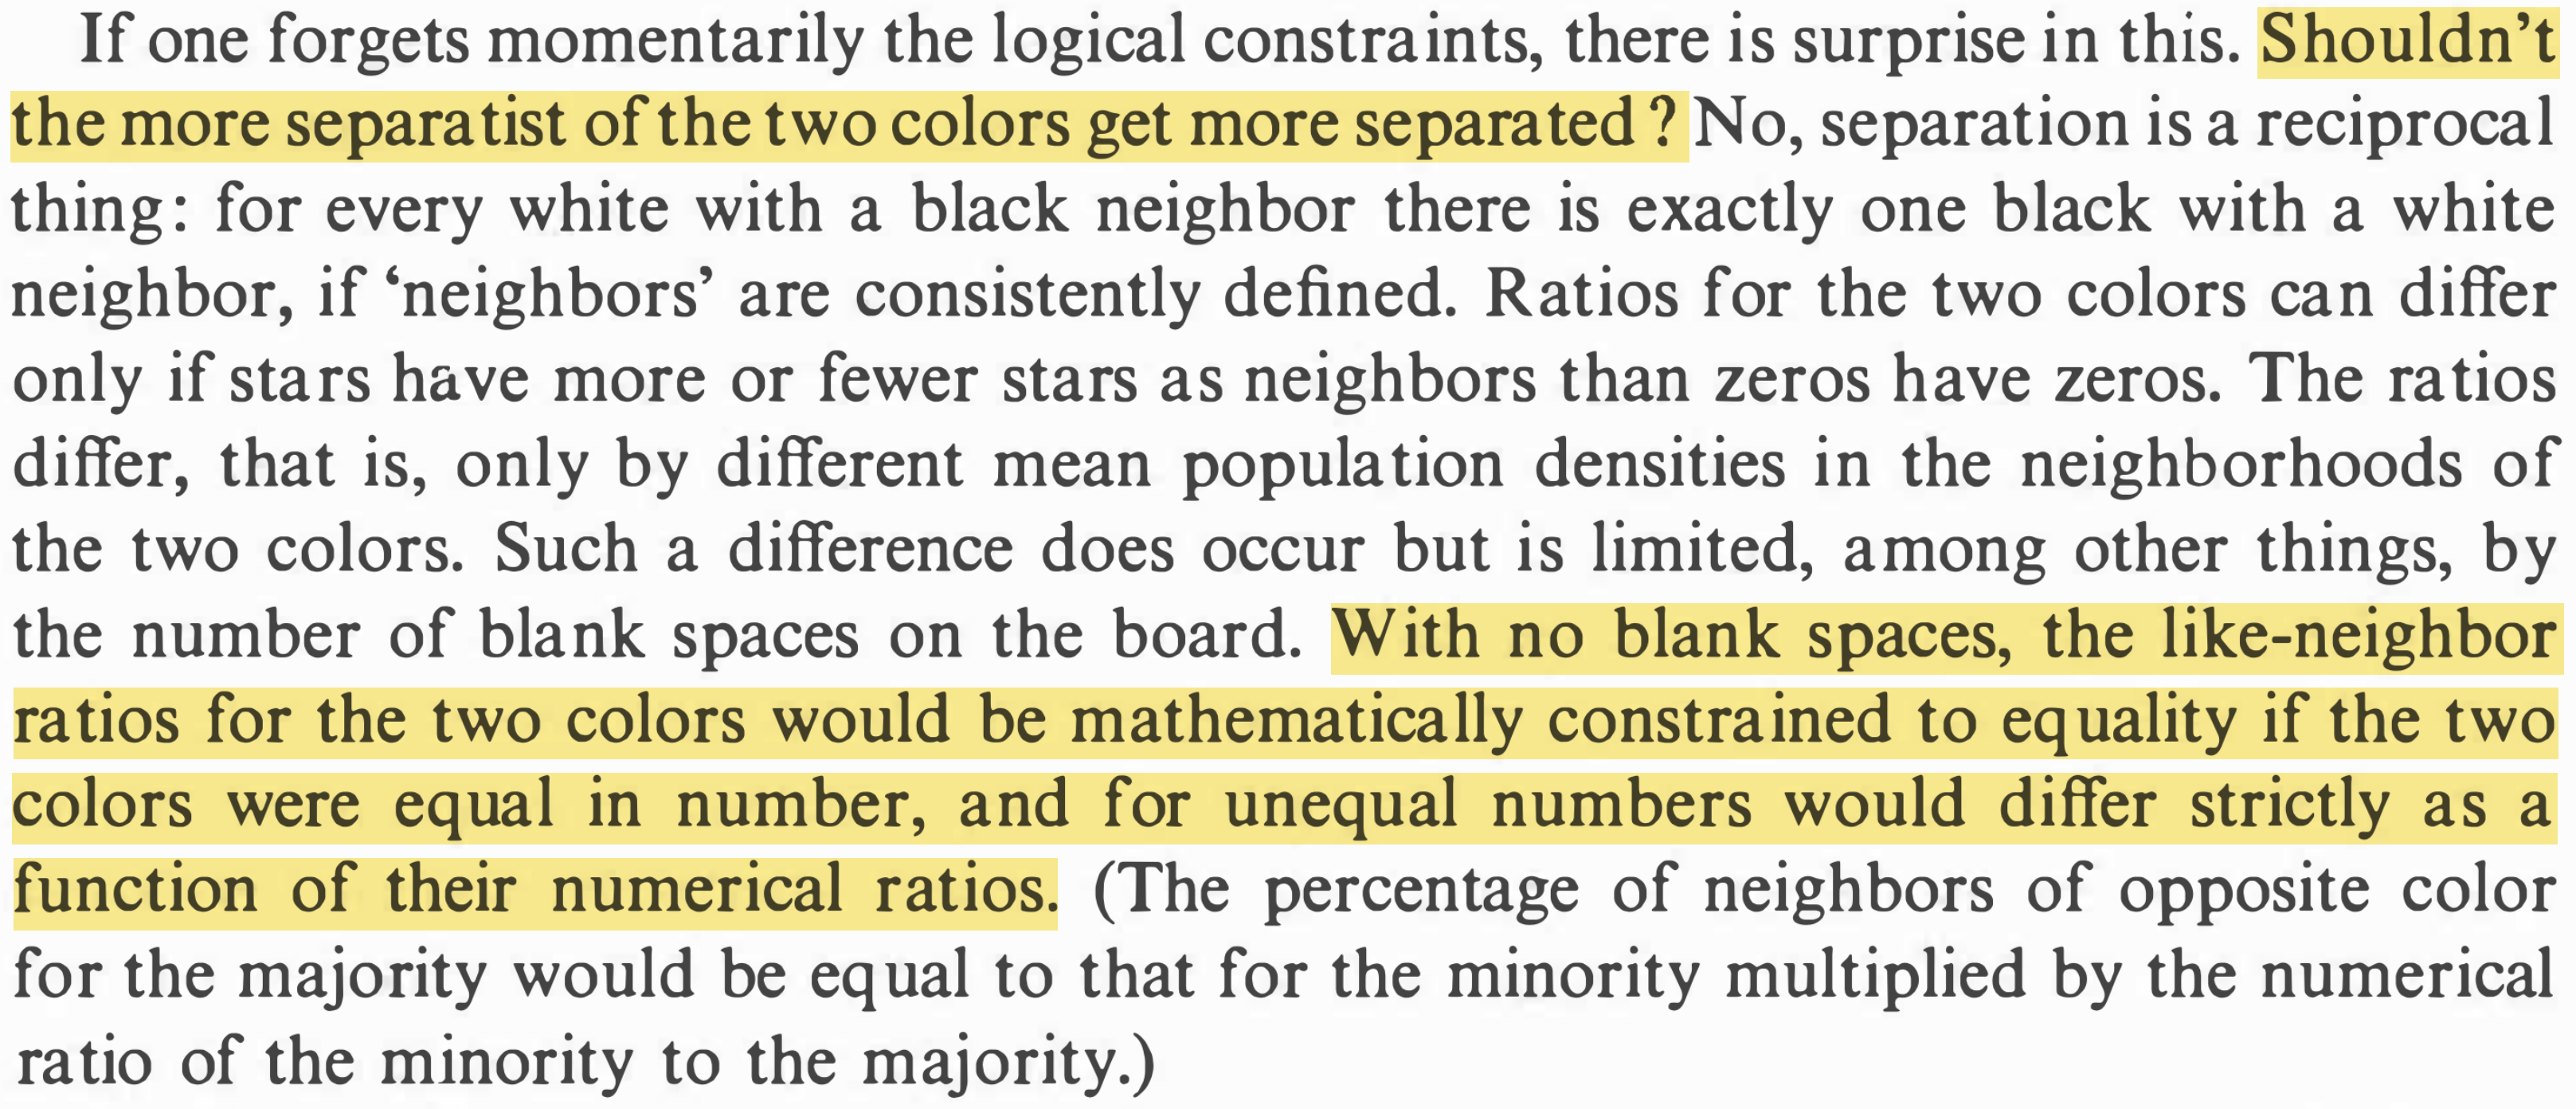 If one forgets momentarily the logical constraints, there is surprise in this. Shouldn't
the more separatist of the two colors get more separated? No, separation is a reciprocal
thing: for every white with a black neighbor there is exactly one black with a white
neighbor, if ‘neighbors’ are consistently defined. Ratios for the two colors can differ
only if stars have more or fewer stars as neighbors than zeros have zeros. The ratios
differ, that is, only by different mean population densities in the neighborhoods of
the two colors. Such a difference does occur but is limited, among other things, by
the number of blank spaces on the board. With no blank spaces, the like-neighbor
ratios for the two colors would be mathematically constrained to equality if the two
colors were equal in number, and for unequal numbers would differ strictly as a
function of their numerical ratios. (The percentage of neighbors of opposite color
for the majority would be equal to that for the minority multiplied by the numerical
ratio of the minority to the majority.)